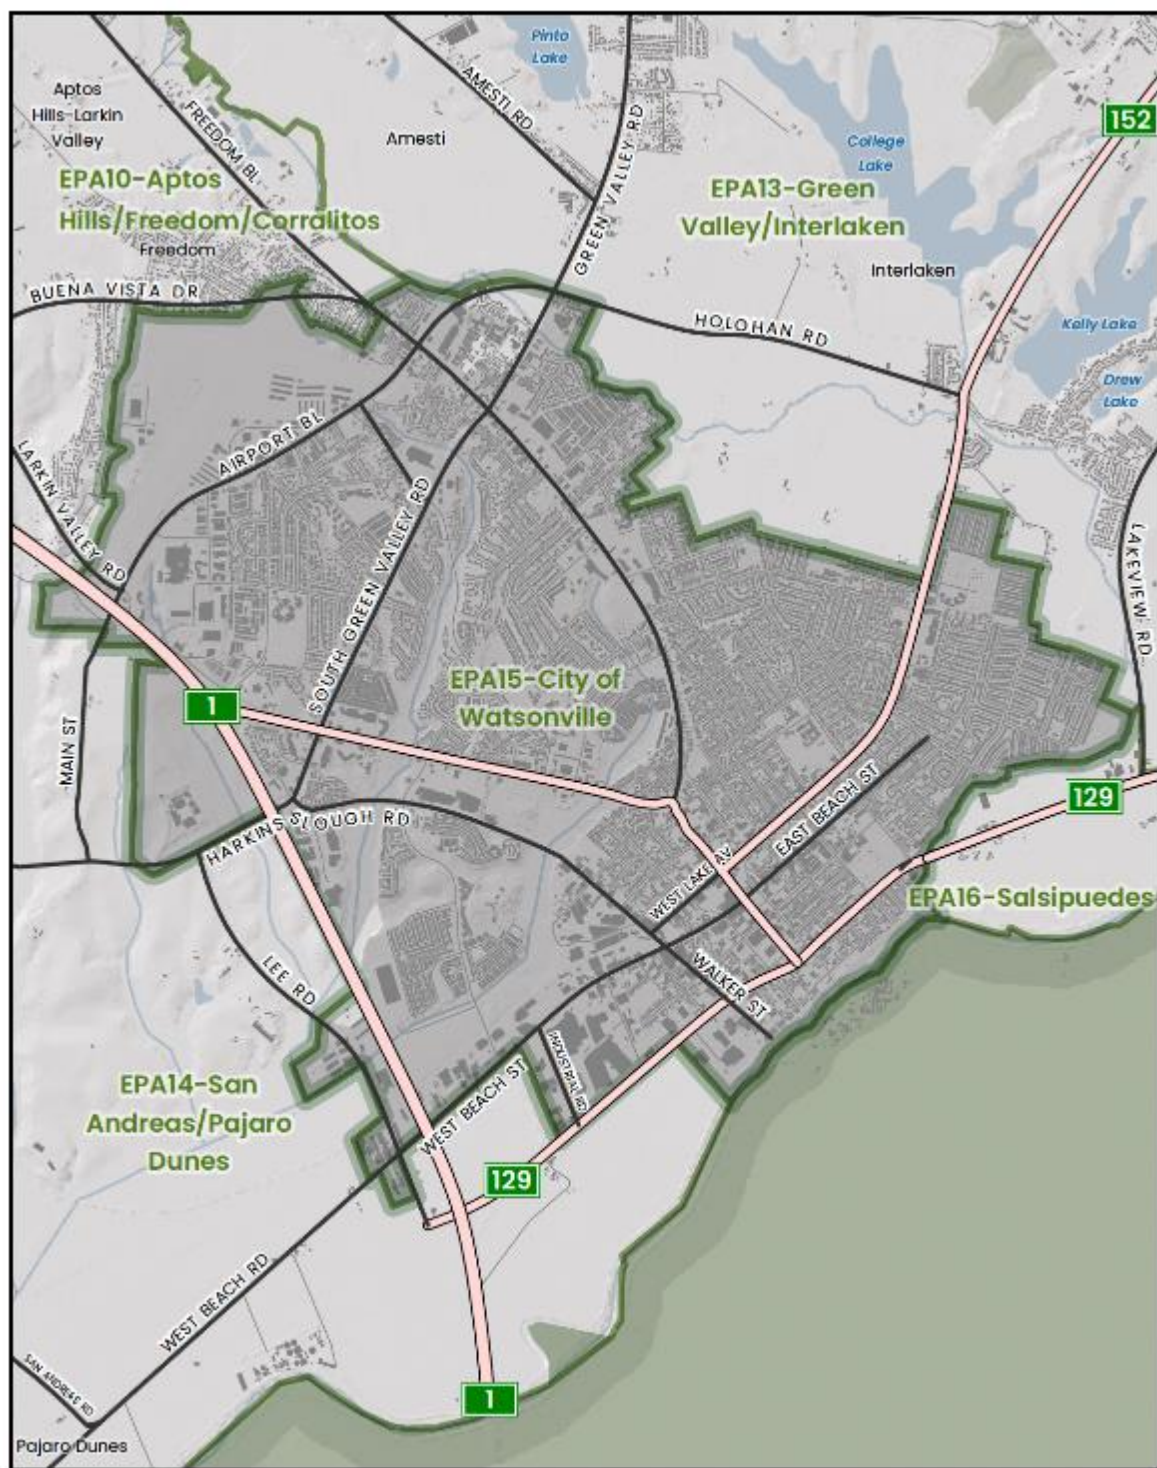 Pinto
Lake
Aptos
Hills-Larkin
Valley
FREEDOM BL
AMESTI RD
Amesti
GREEN VALLEY RD
152
College
Lake
EPA10-Aptos
Hills/Freedom/Corralitos
EPA13-Green
Valley/Interlaken
Freedom
Interlaken
BUENA VISTA DR
HOLOHAN RD
Kelly Lake
Drew
Lake
AIRPORT BL
LARKIN VALLEY RD
SOUTH GREEN VALLEY RD
LAKEVIEW RD
EPA15-City of
Watsonville
1
MAIN ST
129
HARKINS SLOUGH RD
EAST BEACH ST
WEST LAKE AV
EPA16-Salsipuedes
LEE RD
WALKER ST
INDUSTRIAL RD
EPA14-San
Andreas/Pajaro
Dunes
WEST BEACH ST
129
WEST BEACH RD
SAN ANDREAS RD
1
Pajaro Dunes